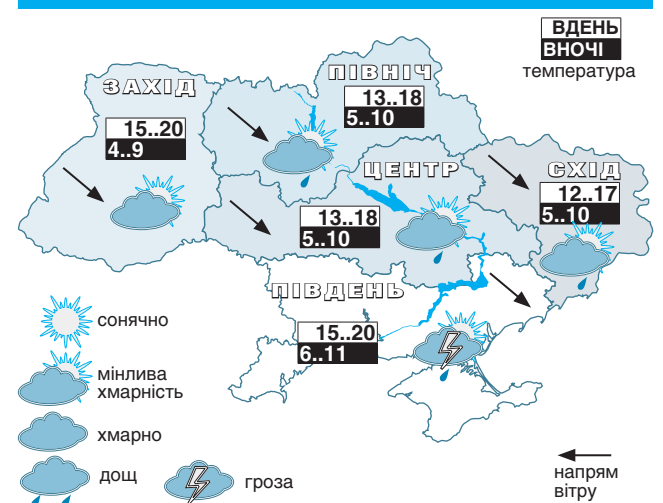 ВДЕНЬ
ВНОЧІ
температура
ПІВНІЧ
13..18
5..10
ЗАХІД
15..20
4..9
ЦЕНТР
13..18
5..10
СХІД
12..17
5..10
ПІВДЕНЬ
15..20
6..11
сонячно
мінлива
хмарність
хмарно
дощ
гроза
напрям
вітру